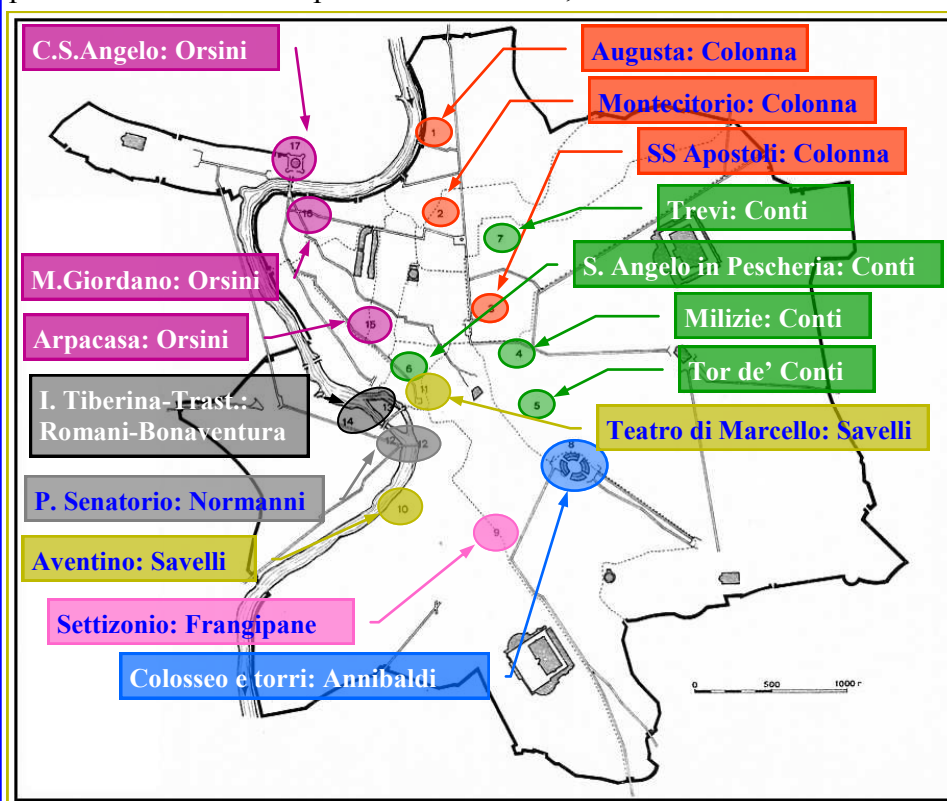 C.S.Angelo: Orsini
Augusta: Colonna
Montecitorio: Colonna
SS Apostoli: Colonna
Trevi: Conti
S. Angelo in Pescheria: Conti
M.Giordano: Orsini
Milizie: Conti
Arpacasa: Orsini
Tor de’ Conti
I. Tiberina-Trast.:
Romani-Bonaventura
Teatro di Marcello: Savelli
P. Senatorio: Normanni
Aventino: Savelli
Settizonio: Frangipane
Colosseo e torri: Annibaldi
1
17
2
16
7
3
15
4
6
11
5
13
14
12
12
8
10
9
0 500 1000